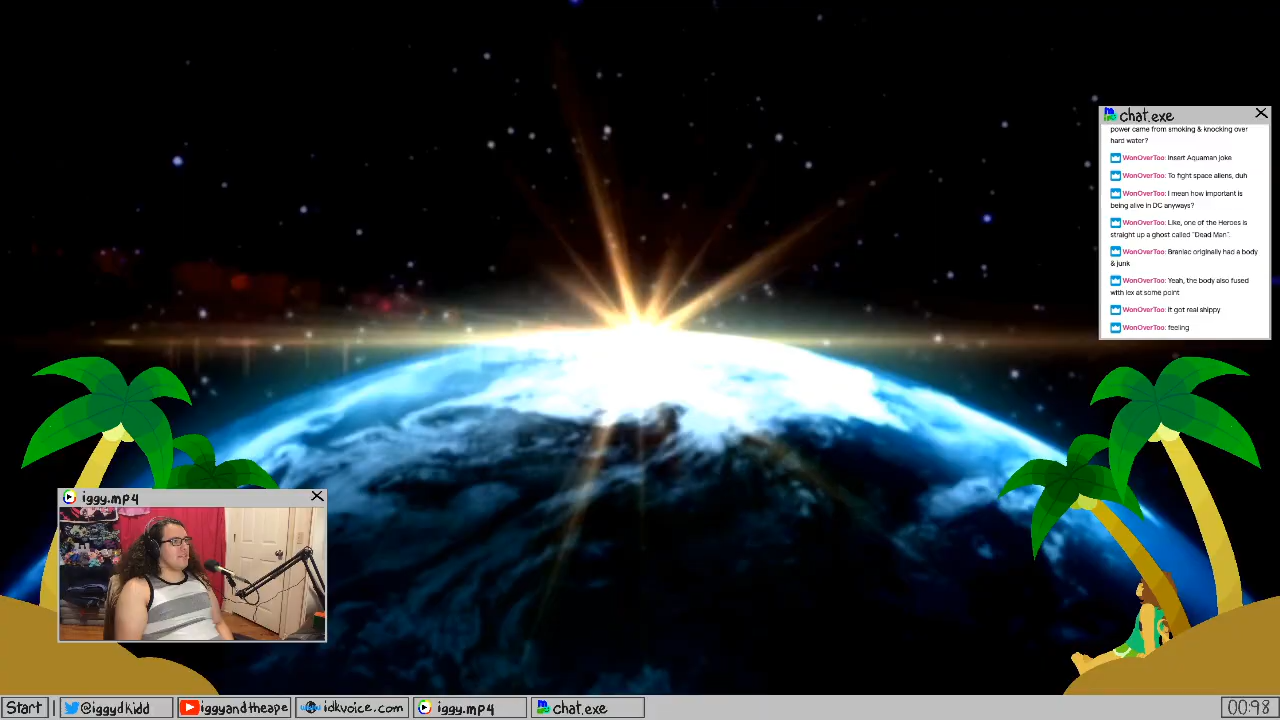 chat.exe
power came from smoking & knocking over
hard water?
WonOverToo: Insert Aquaman joke
WonOverToo: To fight space aliens, duh
WonOverToo: I mean how important is
being alive in DC anyways?
WonOverToo: Like, one of the Heroes is
straight up a ghost called "Dead Man".
WonOverToo: Braniac originally had a body
& junk
WonOverToo: Yeah, the body also fused
with lex at some point
WonOverToo: It got real shippy
WonOverToo: feeling
iggy.mp4
Start | @iggydkidd iggyandtheape www idkvoice.com iggy.mp4 chat.exe 00:98